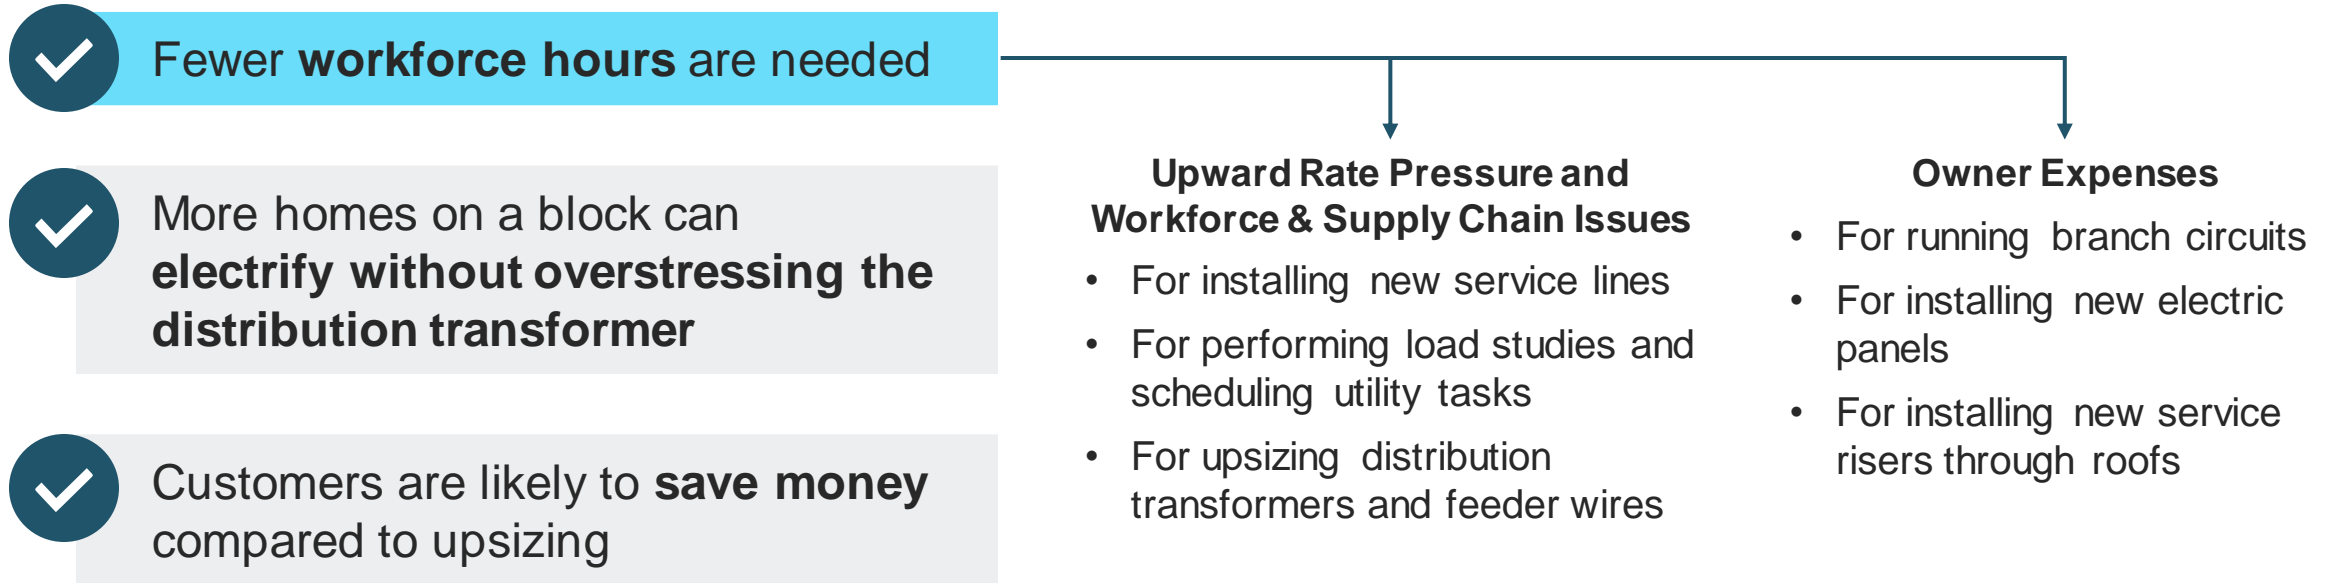 Fewer workforce hours are needed
More homes on a block can
electrify without overstressing the
distribution transformer
Customers are likely to save money
compared to upsizing
Upward Rate Pressure and
Workforce & Supply Chain Issues
• For installing new service lines
• For performing load studies and
scheduling utility tasks
• For upsizing distribution
transformers and feeder wires
Owner Expenses
• For running branch circuits
• For installing new electric
panels
• For installing new service
risers through roofs